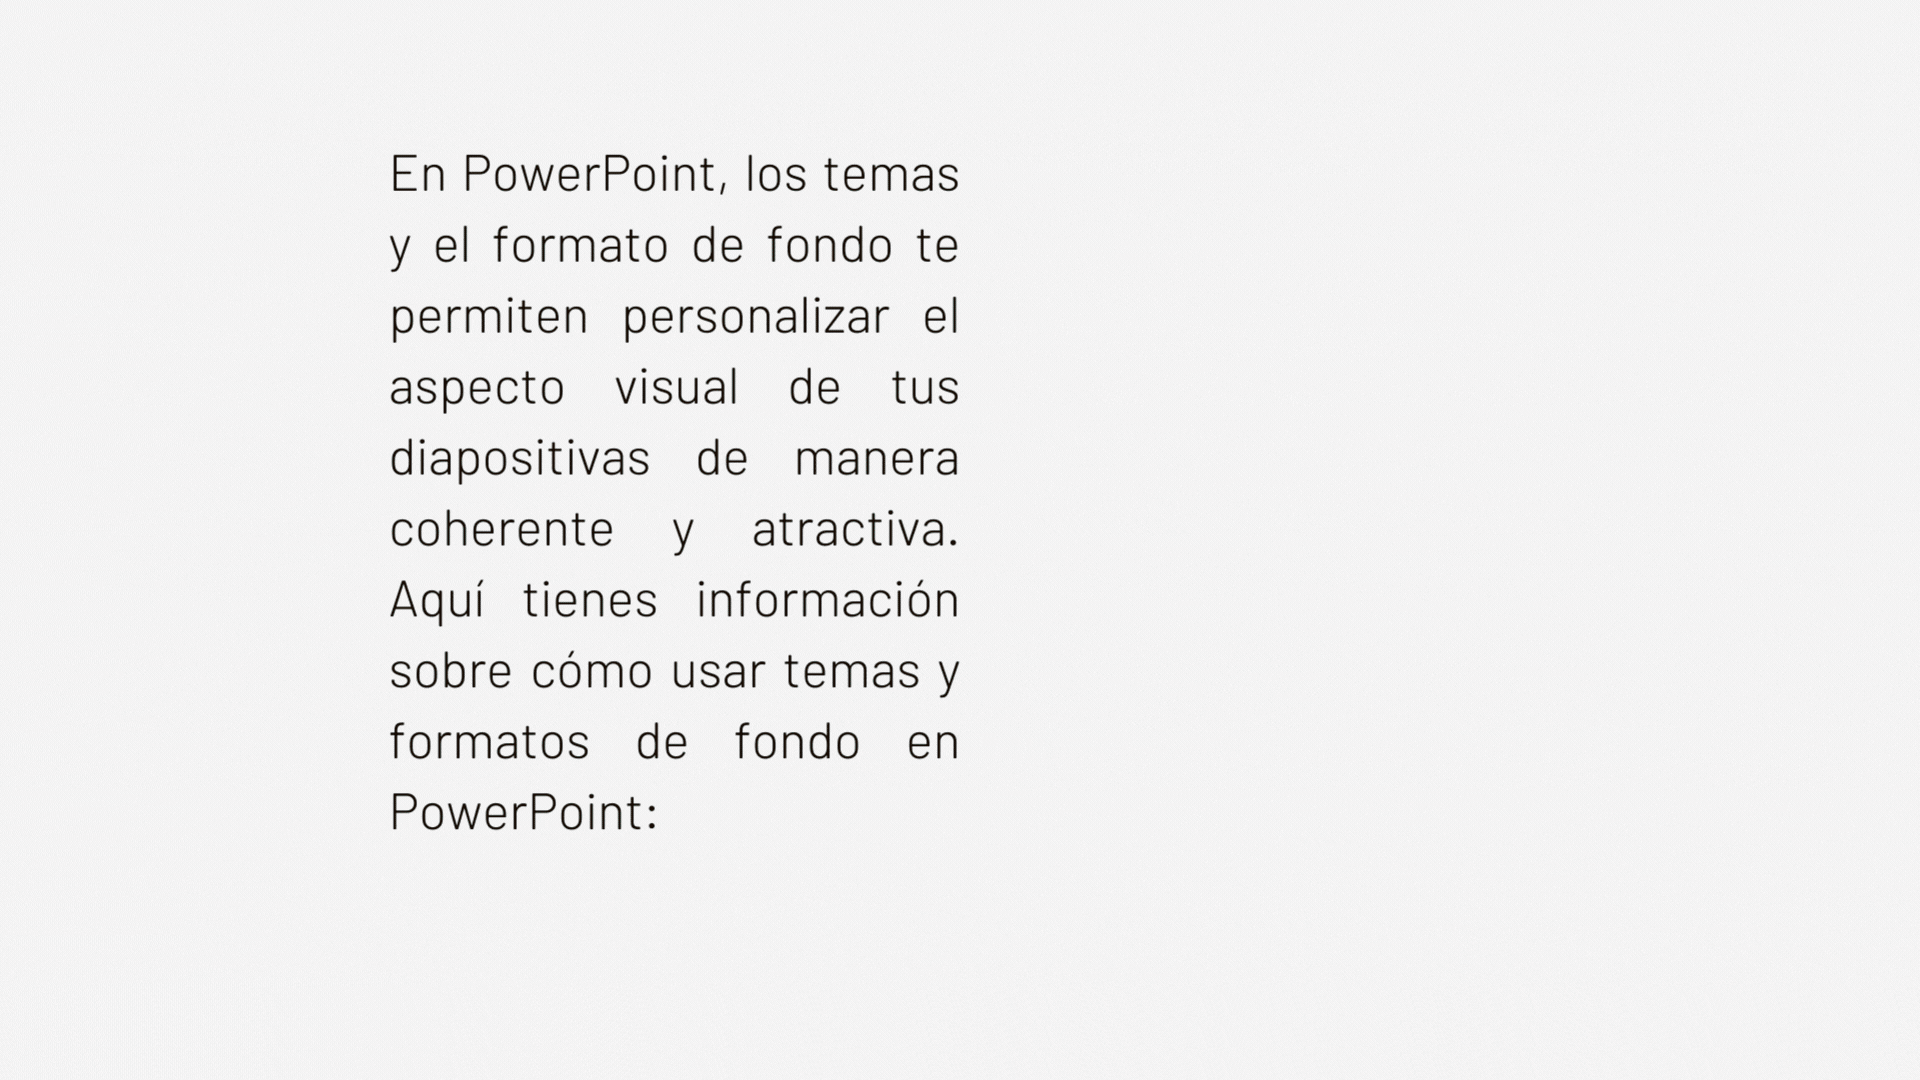 En PowerPoint, los temas
y el formato de fondo te
permiten personalizar el
aspecto visual de tus
diapositivas de manera
coherente y atractiva.
Aquí tienes información
sobre cómo usar temas y
formatos de fondo en
PowerPoint: